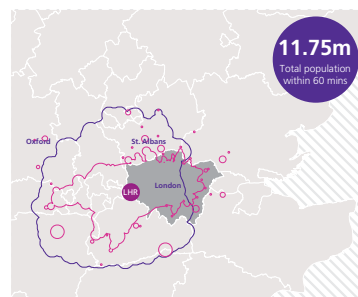 11.75m
Total population
within 60 mins
Oxford
St. Albans
London
LHR